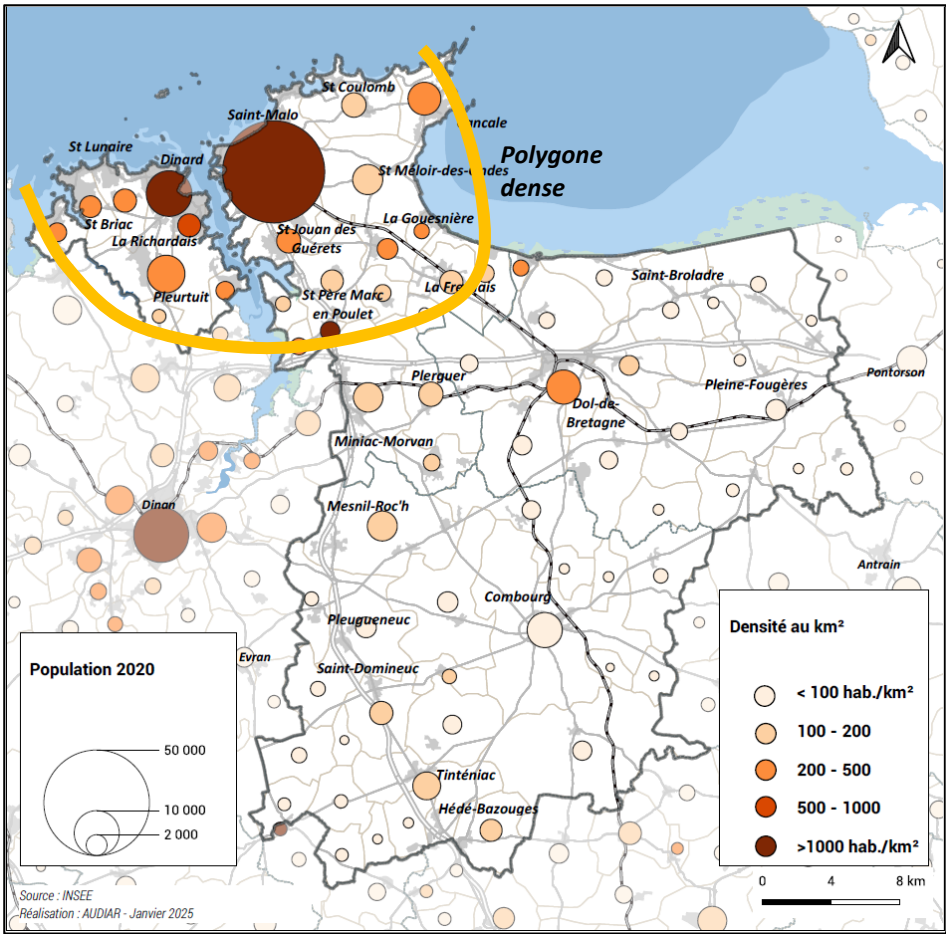 St Coulomb
Saint-Malo
ancale
St Lunaire
Dinard
Polygone
dense
St Méloir-des-Ondes
La Gouesnière
St Briac
St Jouan des
Guérets
La Richardais
Saint-Broladre
La Fresnais
Pleurtuit
St Père Marc
en Poulet
Plerguer
Pleine-Fougères
Pontorson
Dol-de-
Bretagne
Miniac-Morvan
Mesnil-Roc'h
Dinan
Antrain
Combourg
Pleugueneuc
Evran
Saint-Domineuc
Tinténiac
Hédé-Bazouges
Population 2020
50 000
10 000
2 000
Densité au km²
< 100 hab./km²
100 - 200
200 - 500
500 - 1000
>1000 hab./km²
0 4 8 km
Source : INSEE
Réalisation : AUDIAR - Janvier 2025